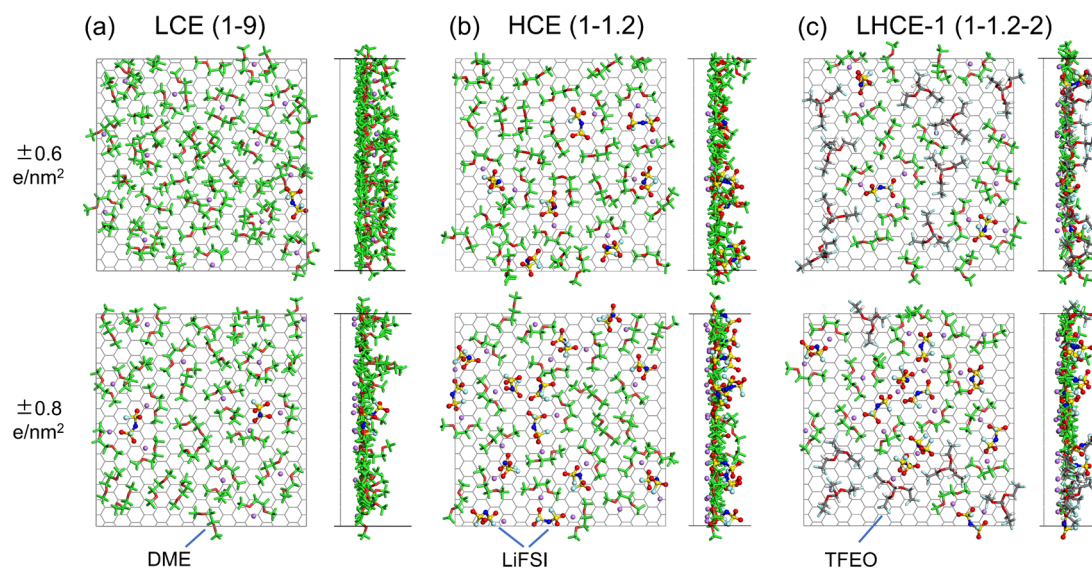 (a) LCE (1-9)
(b) HCE (1-1.2)
(c) LHCE-1 (1-1.2-2)
±0.6
e/nm²
±0.8
e/nm²
DME
LiFSI
TFEO